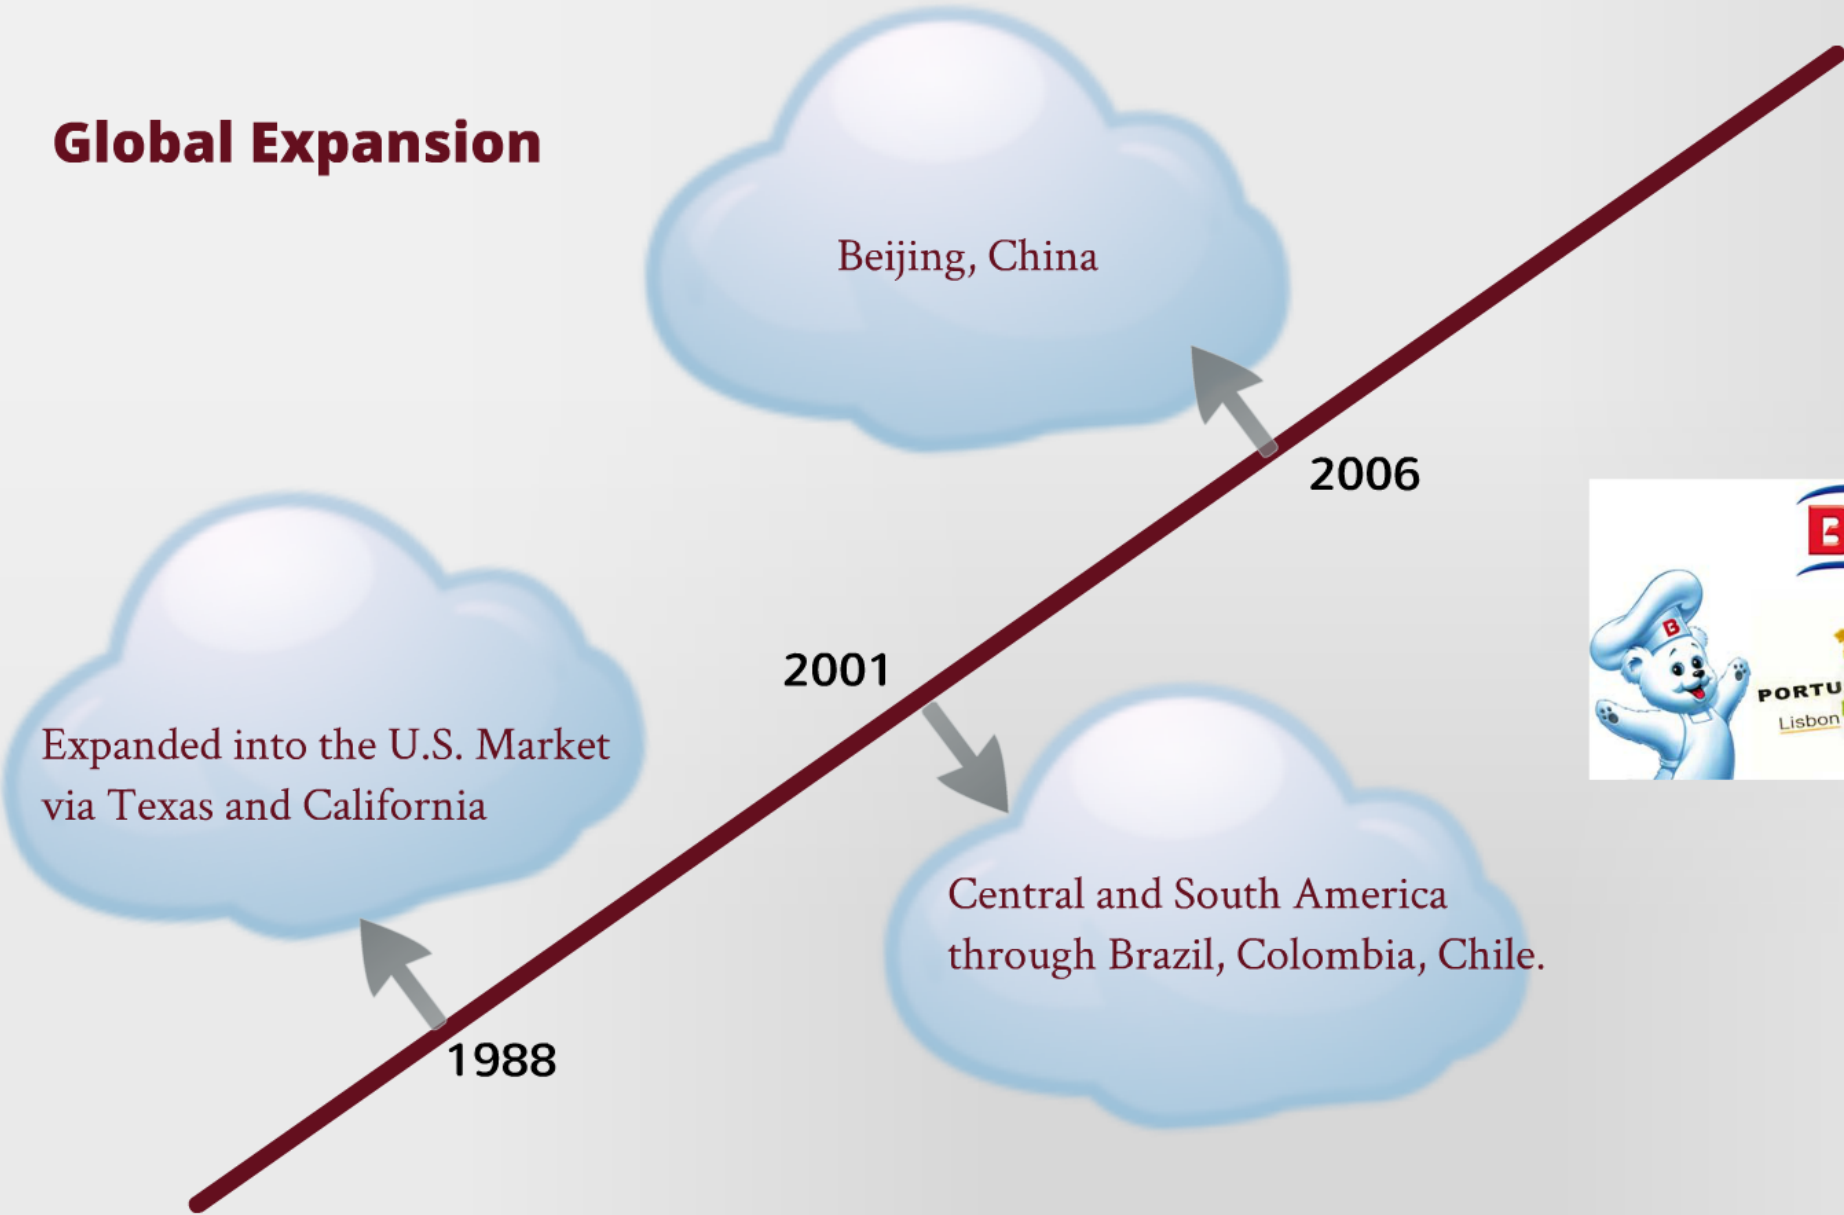 Global Expansion
Beijing, China
2006
2001
Expanded into the U.S. Market
via Texas and California
Central and South America
through Brazil, Colombia, Chile.
1988
B
B
Lisbon